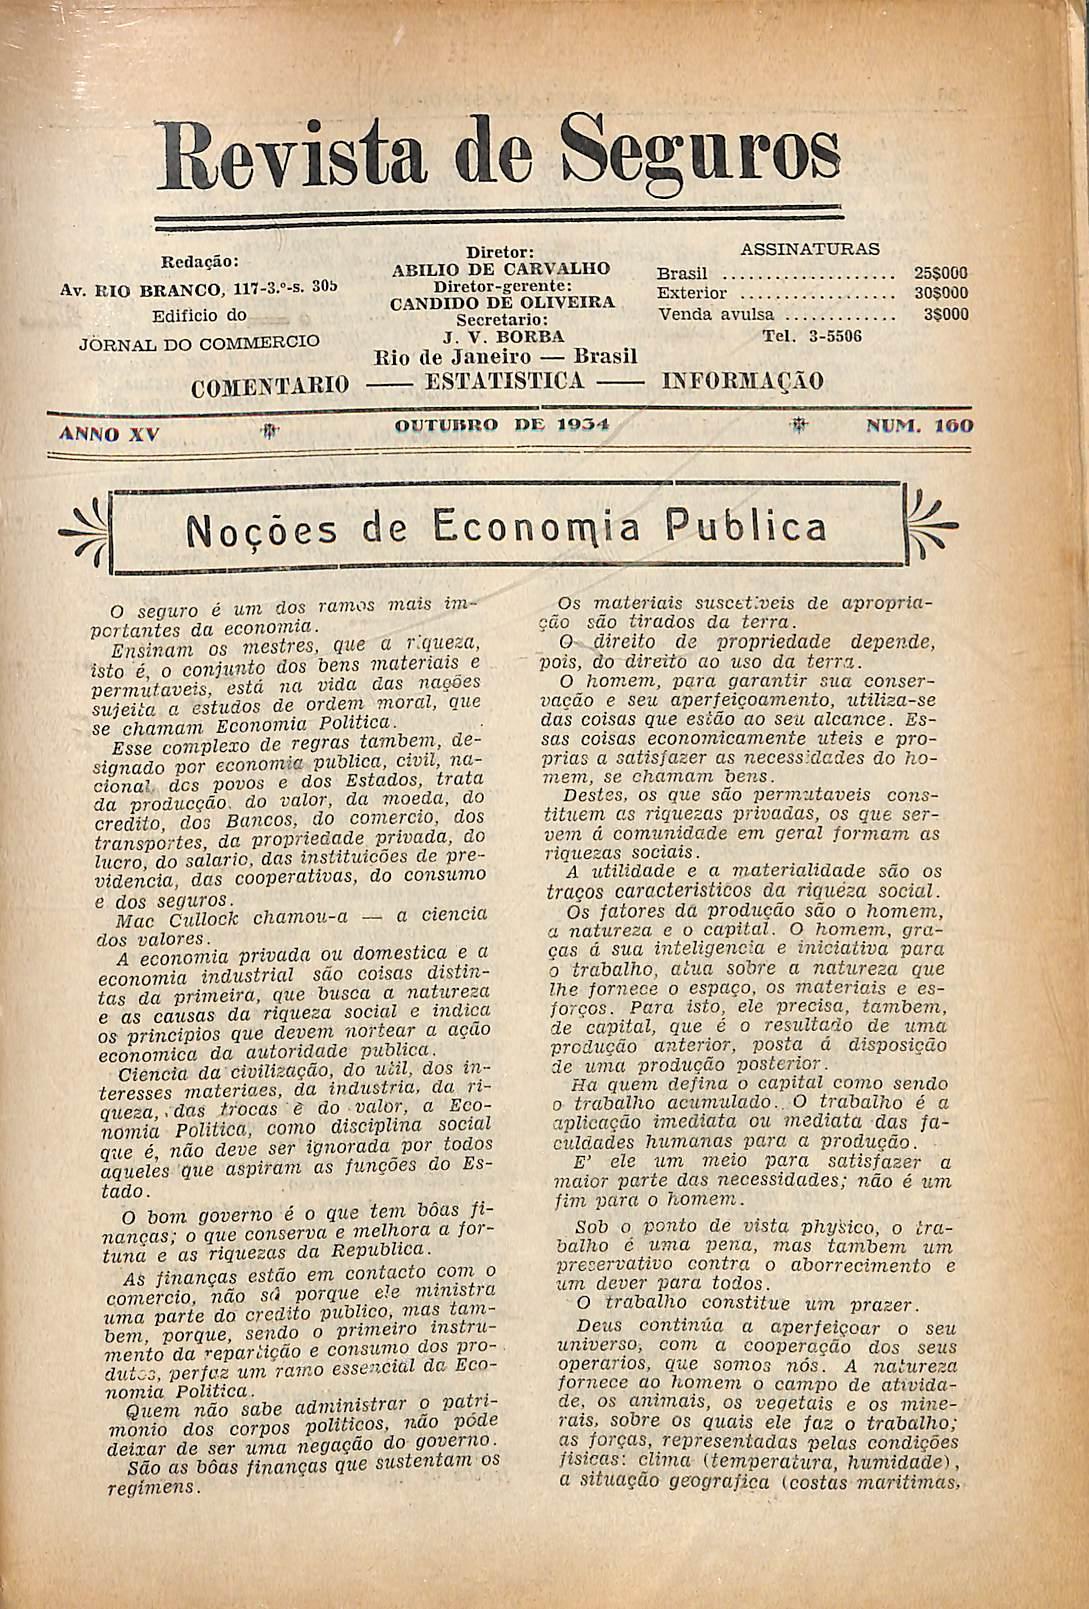 Revista de Seguros
Redação:
Av. RIO BRANCO, 117-3.º-s. 305
Edificio do
JORNAL DO COMMERCIO
Diretor:
ABILIO DE CARVALHO
Diretor-gerente:
CANDIDO DE OLIVEIRA
Secretario:
J. V. BORBA
Rio de Janeiro — Brasil
ASSINATURAS
Brasil .................... 25$000
Exterior .................. 30$000
Venda avulsa ............. 3$000
Tel. 3-5506
COMENTARIO —— ESTATISTICA —— INFORMAÇÃO
ANNO XV OUTUBRO DE 1934 NUM. 160
Noções de Economia Publica
O seguro é um dos ramos mais im-
portantes da economia.
Ensinam os mestres, que a riqueza,
isto é, o conjunto dos bens materiais e
permutaveis, está na vida das nações
sujeita a estudos de ordem moral, que
se chamam Economia Politica.
Esse complexo de regras tambem, de-
signado por economia publica, civil, na-
cional, dos povos e dos Estados, trata
da producção, do valor, da moeda, do
credito, dos Bancos, do comercio, dos
transportes, da propriedade privada, do
lucro, do salario, das instituicões de pre-
videncia, das cooperativas, do consumo
e dos seguros.
Mac Cullock chamou-a — a ciencia
dos valores.
A economia privada ou domestica e a
economia industrial são coisas distin-
tas da primeira, que busca a natureza
e as causas da riqueza social e indica
os principios que devem nortear a ação
economica da autoridade publica.
Ciencia da civilização, do util, dos in-
teresses materiaes, da industria, da ri-
queza, das trocas e do valor, a Eco-
nomia Politica, como disciplina social
que é, não deve ser ignorada por todos
aqueles que aspiram as funções do Es-
tado.
O bom governo é o que tem bôas fi-
nanças; o que conserva e melhora a for-
tuna e as riquezas da Republica.
As finanças estão em contacto com o
comercio, não só porque ele ministra
uma parte do credito publico, mas tam-
bem, porque, sendo o primeiro instru-
mento da repartição e consumo dos pro-
dutos, perfaz um ramo essencial da Eco-
nomia Politica.
Quem não sabe administrar o patri-
monio dos corpos politicos, não póde
deixar de ser uma negação do governo.
São as bôas finanças que sustentam os
regimens.
Os materiais suscetiveis de apropria-
ção são tirados da terra.
O direito de propriedade depende,
pois, do direito ao uso da terra.
O homem, para garantir sua conser-
vação e seu aperfeiçoamento, utiliza-se
das coisas que estão ao seu alcance. Es-
sas coisas economicamente uteis e pro-
prias a satisfazer as necessidades do ho-
mem, se chamam bens.
Destes, os que são permutaveis cons-
tituem as riquezas privadas, os que ser-
vem á comunidade em geral formam as
riquezas sociais.
A utilidade e a materialidade são os
traços caracteristicos da riqueza social.
Os fatores da produção são o homem,
a natureza e o capital. O homem, gra-
ças á sua inteligencia e iniciativa para
o trabalho, atua sobre a natureza que
lhe fornece o espaço, os materiais e es-
forços. Para isto, ele precisa, tambem,
de capital, que é o resultado de uma
produção anterior, posta á disposição
de uma produção posterior.
Ha quem defina o capital como sendo
o trabalho acumulado. O trabalho é a
aplicação imediata ou mediata das fa-
culdades humanas para a produção.
E' ele um meio para satisfazer a
maior parte das necessidades; não é um
fim para o homem.
Sob o ponto de vista physico, o tra-
balho é uma pena, mas tambem um
preservativo contra o aborrecimento e
um dever para todos.
O trabalho constitue um prazer.
Deus continúa a aperfeiçoar o seu
universo, com a cooperação dos seus
operarios, que somos nós. A natureza
fornece ao homem o campo de ativida-
de, os animais, os vegetais e os mine-
rais, sobre os quais ele faz o trabalho;
as forças, representadas pelas condições
fisicas: clima (temperatura, humidade),
a situação geografica (costas maritimas,